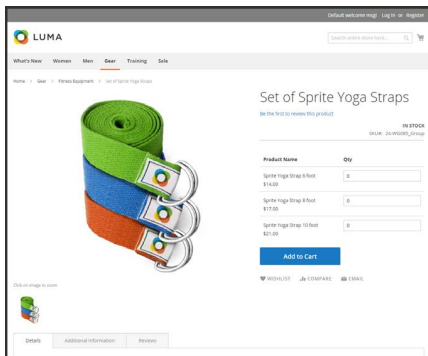 Default welcome msg! Log In or Register
LUMA
Search entire store here...
What's New Women Men Gear Training Sale
Home > Gear > Fitness Equipment > Set of Sprite Yoga Straps
Set of Sprite Yoga Straps
Be the first to review this product
IN STOCK
SKU#: 24-WG085_Group
Product Name Qty
Sprite Yoga Strap 6 foot 0
$14.00
Sprite Yoga Strap 8 foot 0
$17.00
Sprite Yoga Strap 10 foot 0
$21.00
Add to Cart
WISHLIST COMPARE EMAIL
Click on image to zoom
Details Additional Information Reviews